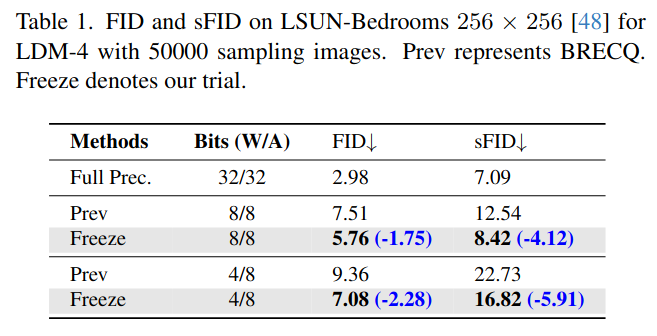 Table 1. FID and sFID on LSUN-Bedrooms 256 × 256 [48] for
LDM-4 with 50000 sampling images. Prev represents BRECQ.
Freeze denotes our trial.
Methods Bits (W/A) FID↓ sFID↓
Full Prec. 32/32 2.98 7.09
Prev 8/8 7.51 12.54
Freeze 8/8 5.76 (-1.75) 8.42 (-4.12)
Prev 4/8 9.36 22.73
Freeze 4/8 7.08 (-2.28) 16.82 (-5.91)